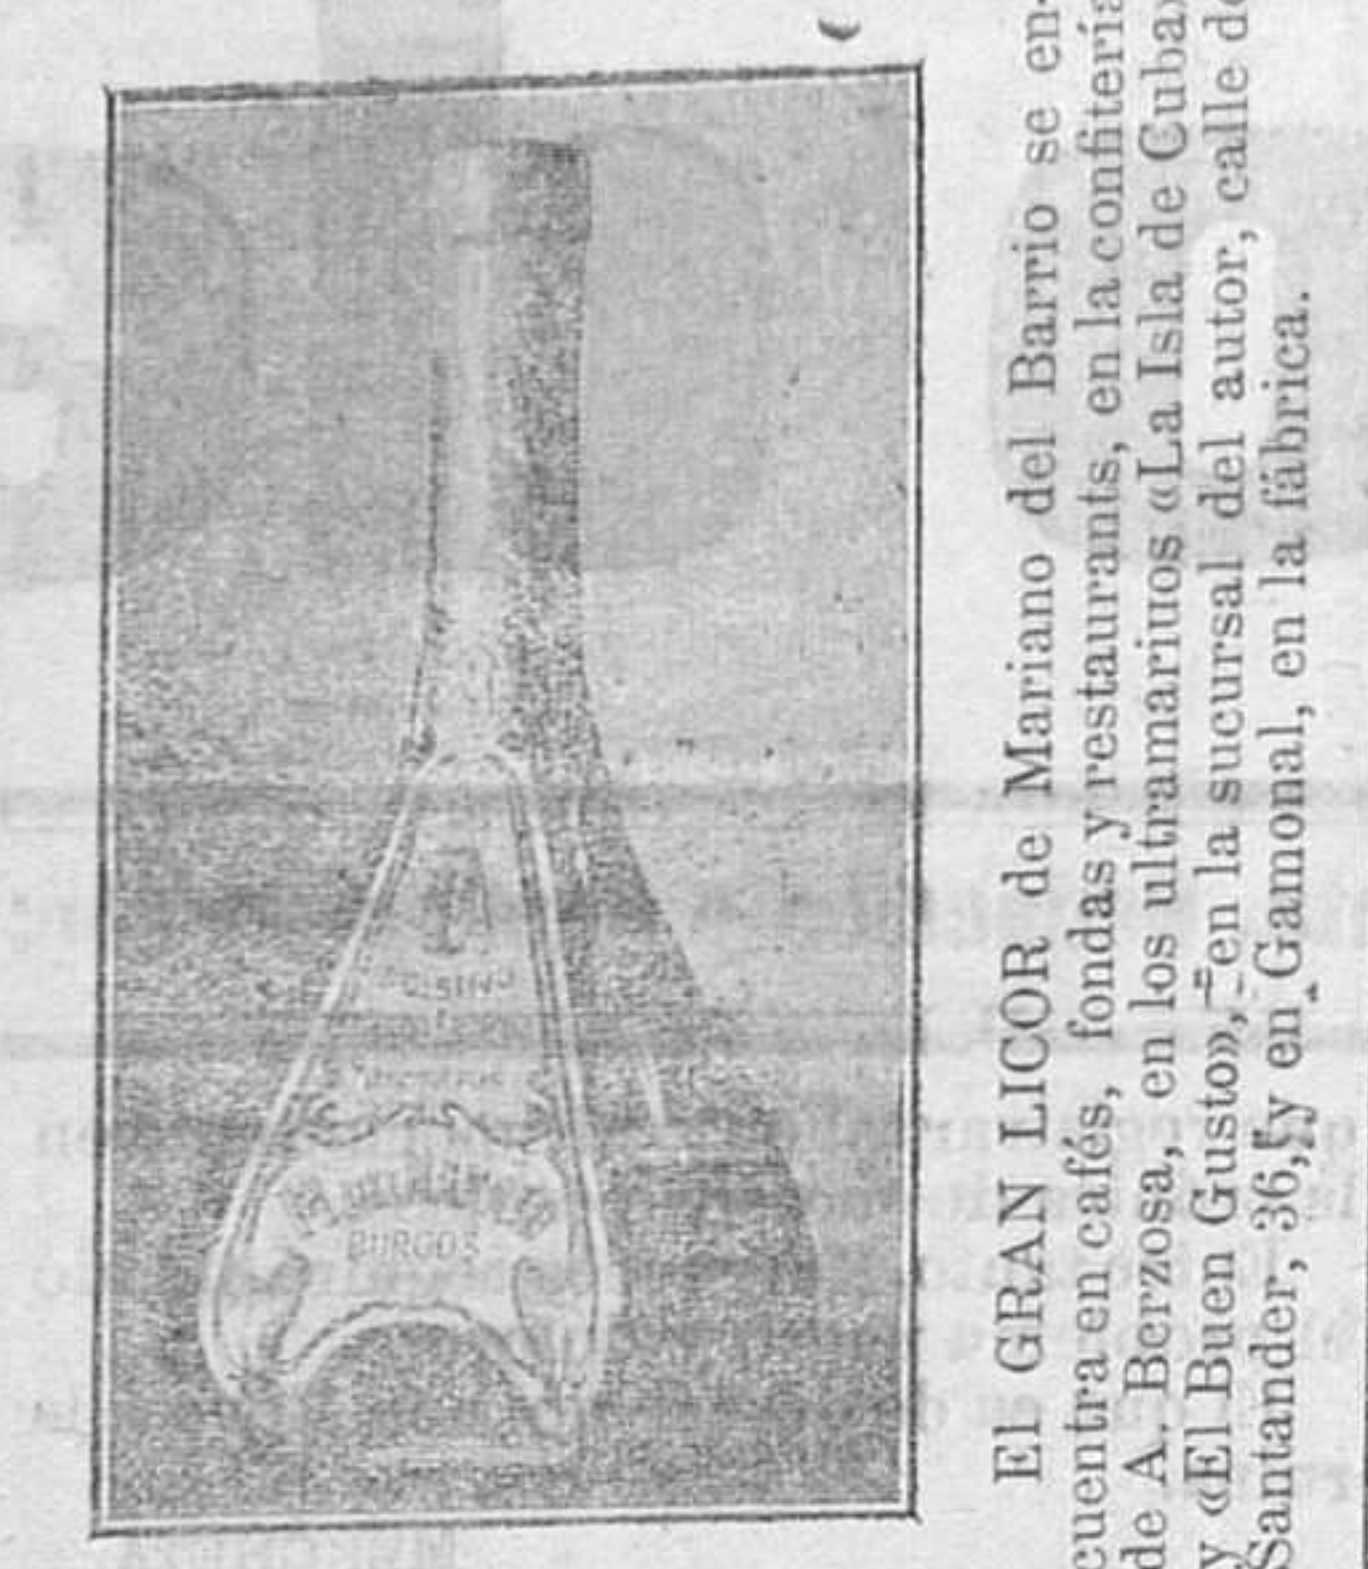 BURGOS
El GRAN LICOR de Mariano del Barrio se en-
cuentra en cafés, fondas y restaurants, en la confitería
de A. Berzosa, en los ultramariuos «La Isla de Cuba»
y «El Buen Gusto», en la sucursal del autor, calle de
Santander, 36, y en Gamonal, en la fábrica.